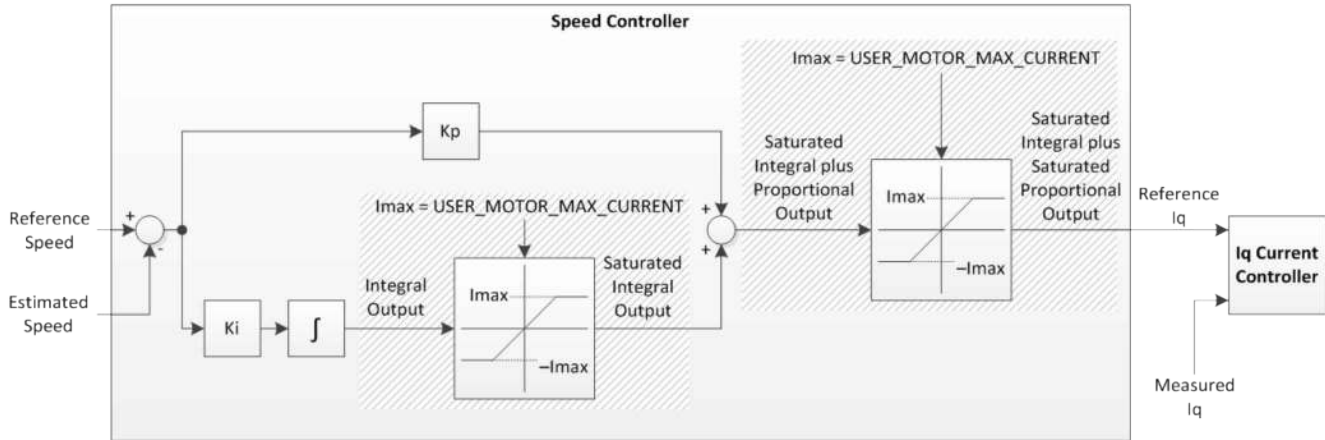 Speed Controller
Imax = USER_MOTOR_MAX_CURRENT
Kp
Saturated
Integral plus
Proportional
Output
Saturated
Integral plus
Saturated
Proportional
Output
Imax
–Imax
Reference
Speed
+
-
Imax = USER_MOTOR_MAX_CURRENT
+
+
Reference
Iq
Iq Current
Controller
Estimated
Speed
Ki
∫
Integral
Output
Imax
–Imax
Saturated
Integral
Output
Measured
Iq